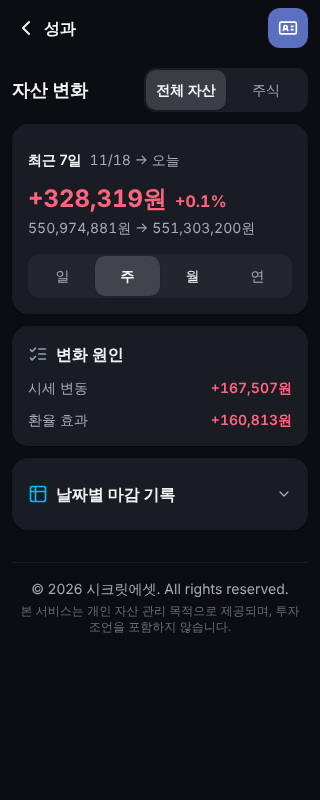 성과
자산 변화
전체 자산
주식
최근 7일 11/18 → 오늘
+328,319원 +0.1%
550,974,881원 → 551,303,200원
일
주
월
연
변화 원인
시세 변동 +167,507원
환율 효과 +160,813원
날짜별 마감 기록
© 2026 시크릿에셋. All rights reserved.
본 서비스는 개인 자산 관리 목적으로 제공되며, 투자
조언을 포함하지 않습니다.